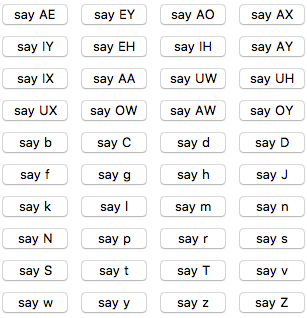 say AE say EY say AO say AX
say IY say EH say IH say AY
say IX say AA say UW say UH
say UX say OW say AW say OY
say b say C say d say D
say f say g say h say J
say k say l say m say n
say N say p say r say s
say S say t say T say v
say w say y say z say Z